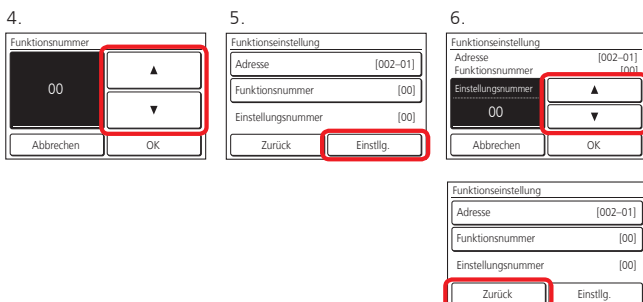 4.
Funktionsnummer
00
▲
▼
Abbrechen
OK
5.
Funktionseinstellung
Adresse [002–01]
Funktionsnummer [00]
Einstellungsnummer [00]
Zurück
Einstllg.
6.
Funktionseinstellung
Adresse [002–01]
Funktionsnummer [00]
Einstellungsnummer
00
▲
▼
Abbrechen
OK
Funktionseinstellung
Adresse [002–01]
Funktionsnummer [00]
Einstellungsnummer [00]
Zurück
Einstllg.